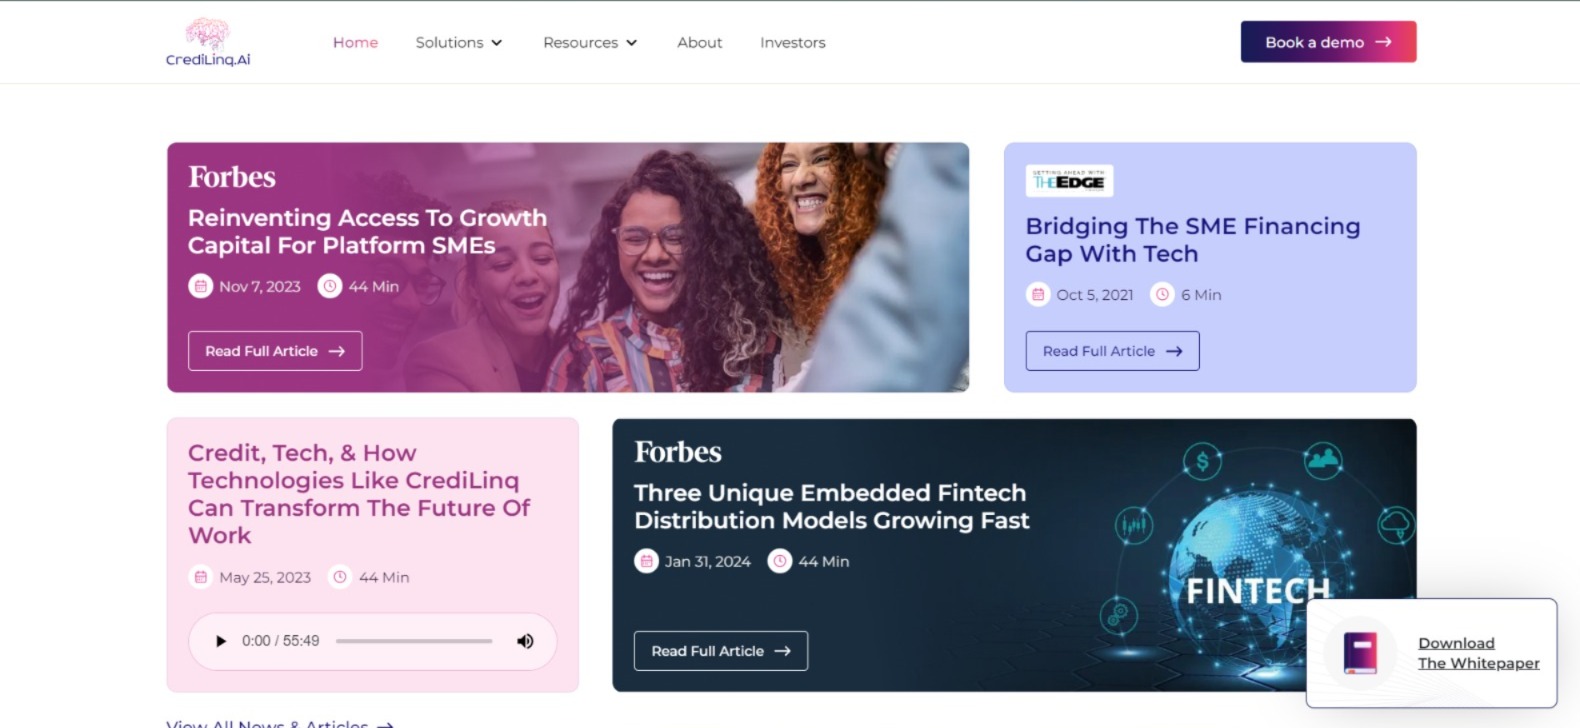 CrediLinq.Ai
Home
Solutions
Resources
About
Investors
Book a demo
Forbes
Reinventing Access To Growth
Capital For Platform SMEs
Nov 7, 2023
44 Min
Read Full Article
GETTING AHEAD WITH
THEEDGE
Bridging The SME Financing
Gap With Tech
Oct 5, 2021
6 Min
Read Full Article
Credit, Tech, & How
Technologies Like CrediLinq
Can Transform The Future Of
Work
May 25, 2023
44 Min
0:00 / 55:49
Forbes
Three Unique Embedded Fintech
Distribution Models Growing Fast
Jan 31, 2024
44 Min
Read Full Article
$
FINTECH
Download
The Whitepaper
View All News & Articles